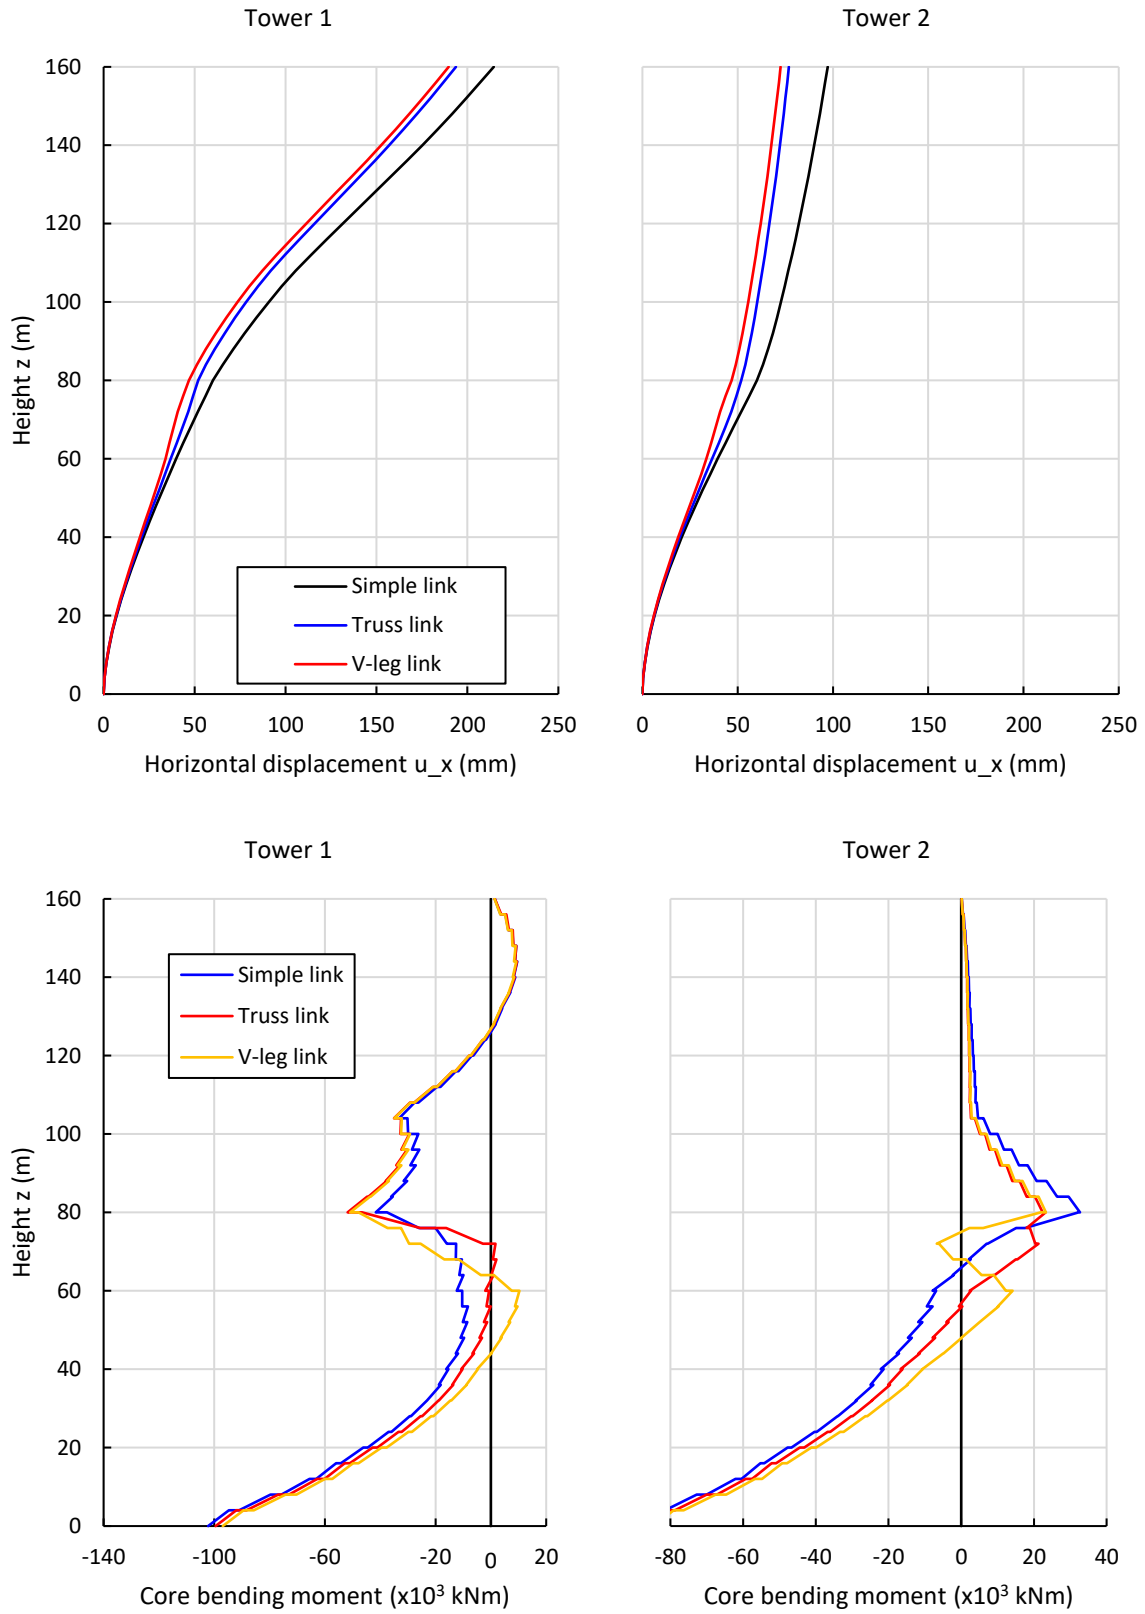 Tower 1
Tower 2
160
140
120
100
80
60
40
20
0
Height z (m)
Simple link
Truss link
V-leg link
0 50 100 150 200 250
0 50 100 150 200 250
Horizontal displacement u_x (mm)
Horizontal displacement u_x (mm)
Tower 1
Tower 2
160
140
120
100
80
60
40
20
0
Height z (m)
Simple link
Truss link
V-leg link
-140 -100 -60 -20 0 20
-80 -60 -40 -20 0 20 40
Core bending moment (x10³ kNm)
Core bending moment (x10³ kNm)